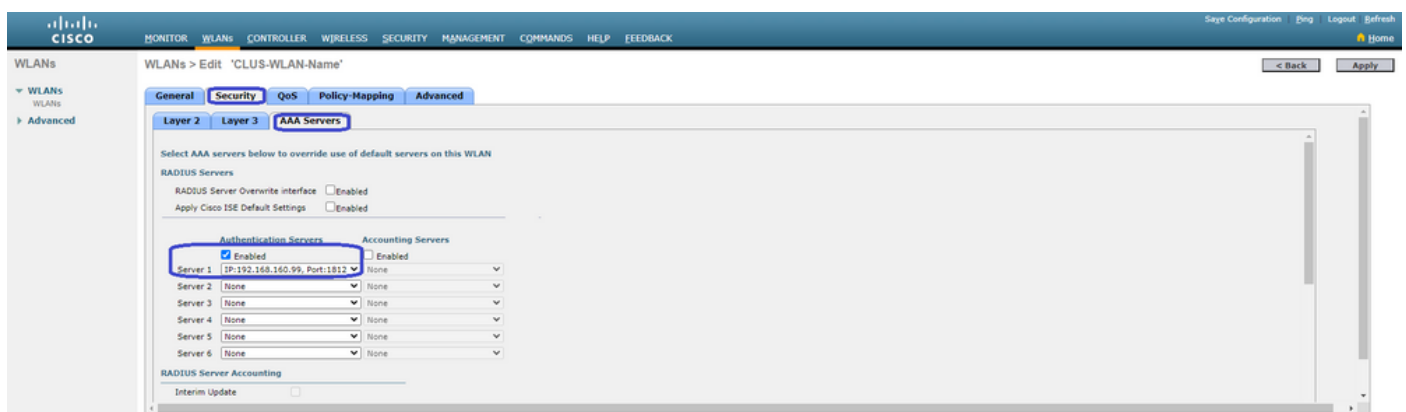 Save Configuration Ping Logout Refresh
CISCO MONITOR WLANs CONTROLLER WIRELESS SECURITY MANAGEMENT COMMANDS HELP FEEDBACK Home
WLANs WLANs > Edit 'CLUS-WLAN-Name' < Back Apply
WLANs
WLANs
Advanced
General Security QoS Policy-Mapping Advanced
Layer 2 Layer 3 AAA Servers
Select AAA servers below to override use of default servers on this WLAN
RADIUS Servers
RADIUS Server Overwrite interface Enabled
Apply Cisco ISE Default Settings Enabled
Authentication Servers Accounting Servers
Enabled Enabled
Server 1 IP:192.168.160.99, Port:1812 None
Server 2 None None
Server 3 None None
Server 4 None None
Server 5 None None
Server 6 None None
RADIUS Server Accounting
Interim Update